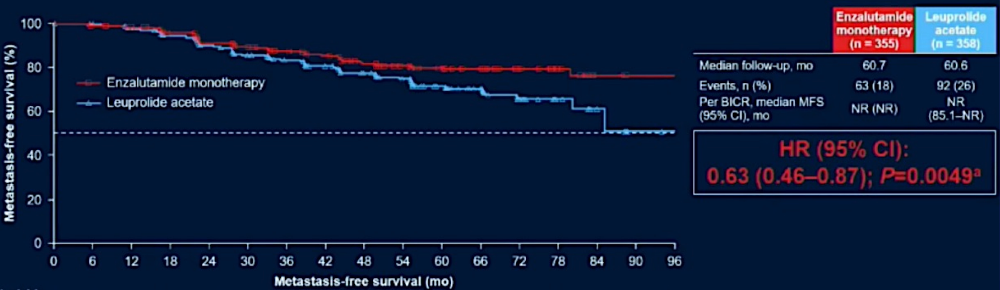 Metastasis-free survival (%)
100
80
60
40
20
0
Enzalutamide monotherapy
Leuprolide acetate
0 6 12 18 24 30 36 42 48 54 60 66 72 78 84 90 96
Metastasis-free survival (mo)
Enzalutamide
monotherapy
(n = 355)
Leuprolide
acetate
(n = 358)
Median follow-up, mo 60.7 60.6
Events, n (%) 63 (18) 92 (26)
Per BICR, median MFS
(95% CI), mo
NR (NR)
NR
(85.1–NR)
HR (95% CI):
0.63 (0.46–0.87); P=0.0049ᵃ